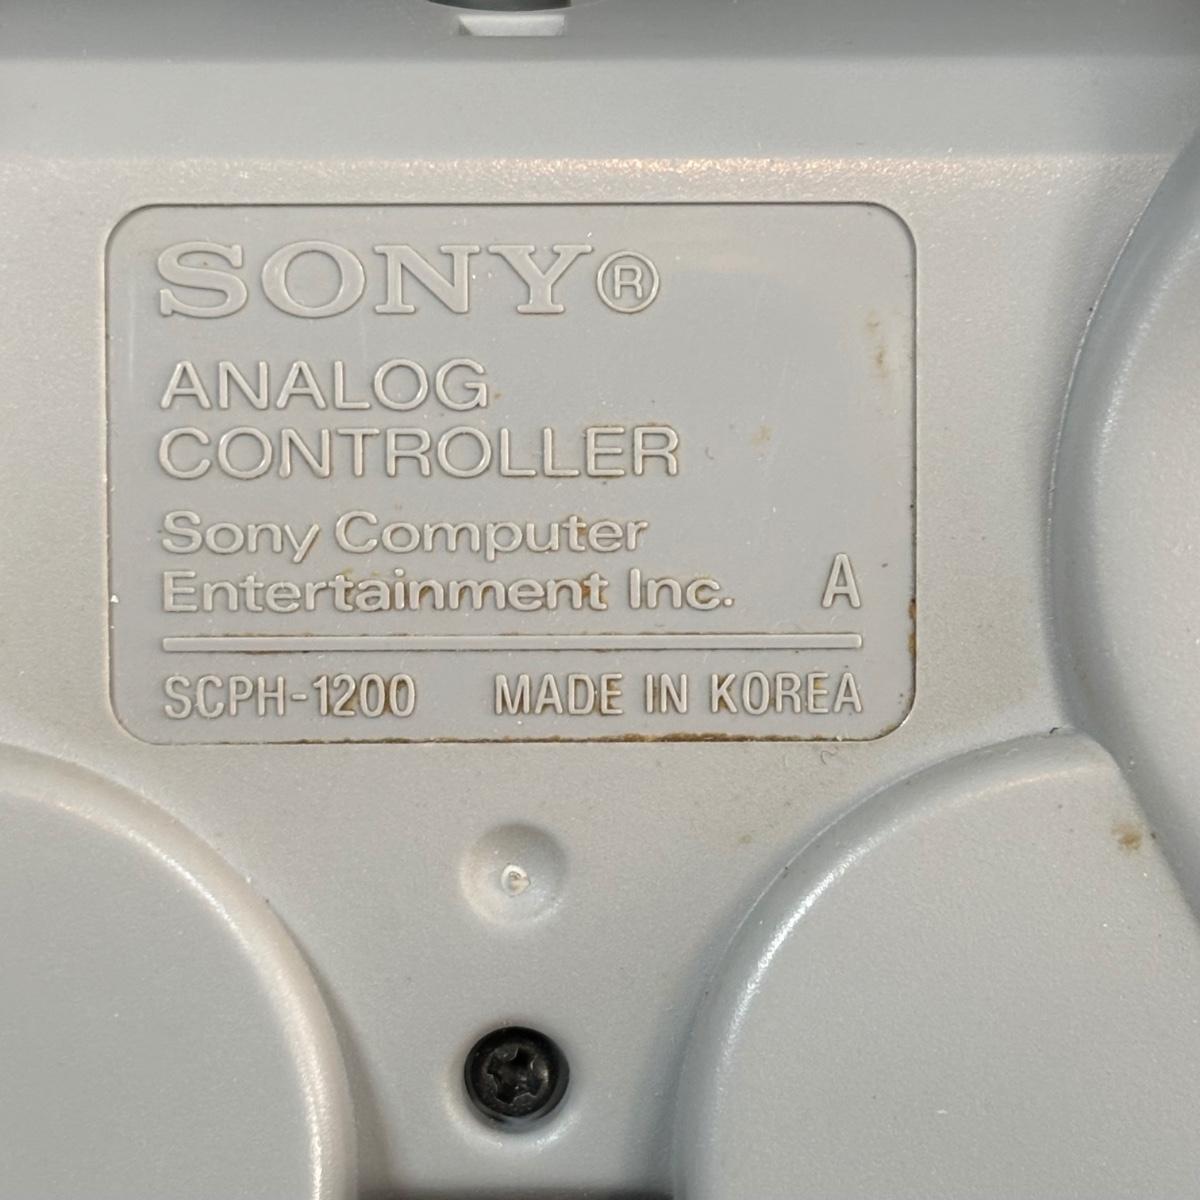 SONY®
ANALOG
CONTROLLER
Sony Computer
Entertainment Inc. A
SCPH-1200 MADE IN KOREA